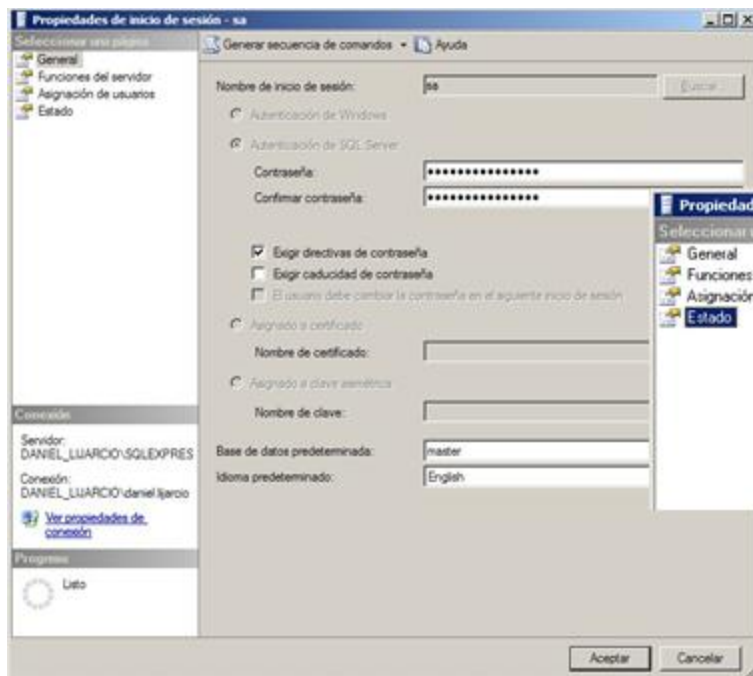 Propiedades de inicio de sesión - sa
Seleccionar una página
General
Funciones del servidor
Asignación de usuarios
Estado
Generar secuencia de comandos
Ayuda
Nombre de inicio de sesión:
sa
Buscar...
Autenticación de Windows
Autenticación de SQL Server
Contraseña:
Confirmar contraseña:
Exigir directivas de contraseña
Exigir caducidad de contraseña
El usuario debe cambiar la contraseña en el siguiente inicio de sesión
Asignado a certificado
Nombre de certificado:
Asignado a clave asimétrica
Nombre de clave:
Base de datos predeterminada:
master
Idioma predeterminado:
English
Propiedad
Seleccionar
General
Funciones
Asignación
Estado
Conexión
Servidor:
DANIEL_LIJARCIO\SQLEXPRES
Conexión:
DANIEL_LIJARCIO\daniel.lijarcio
Ver propiedades de
conexión
Progreso
Listo
Aceptar
Cancelar